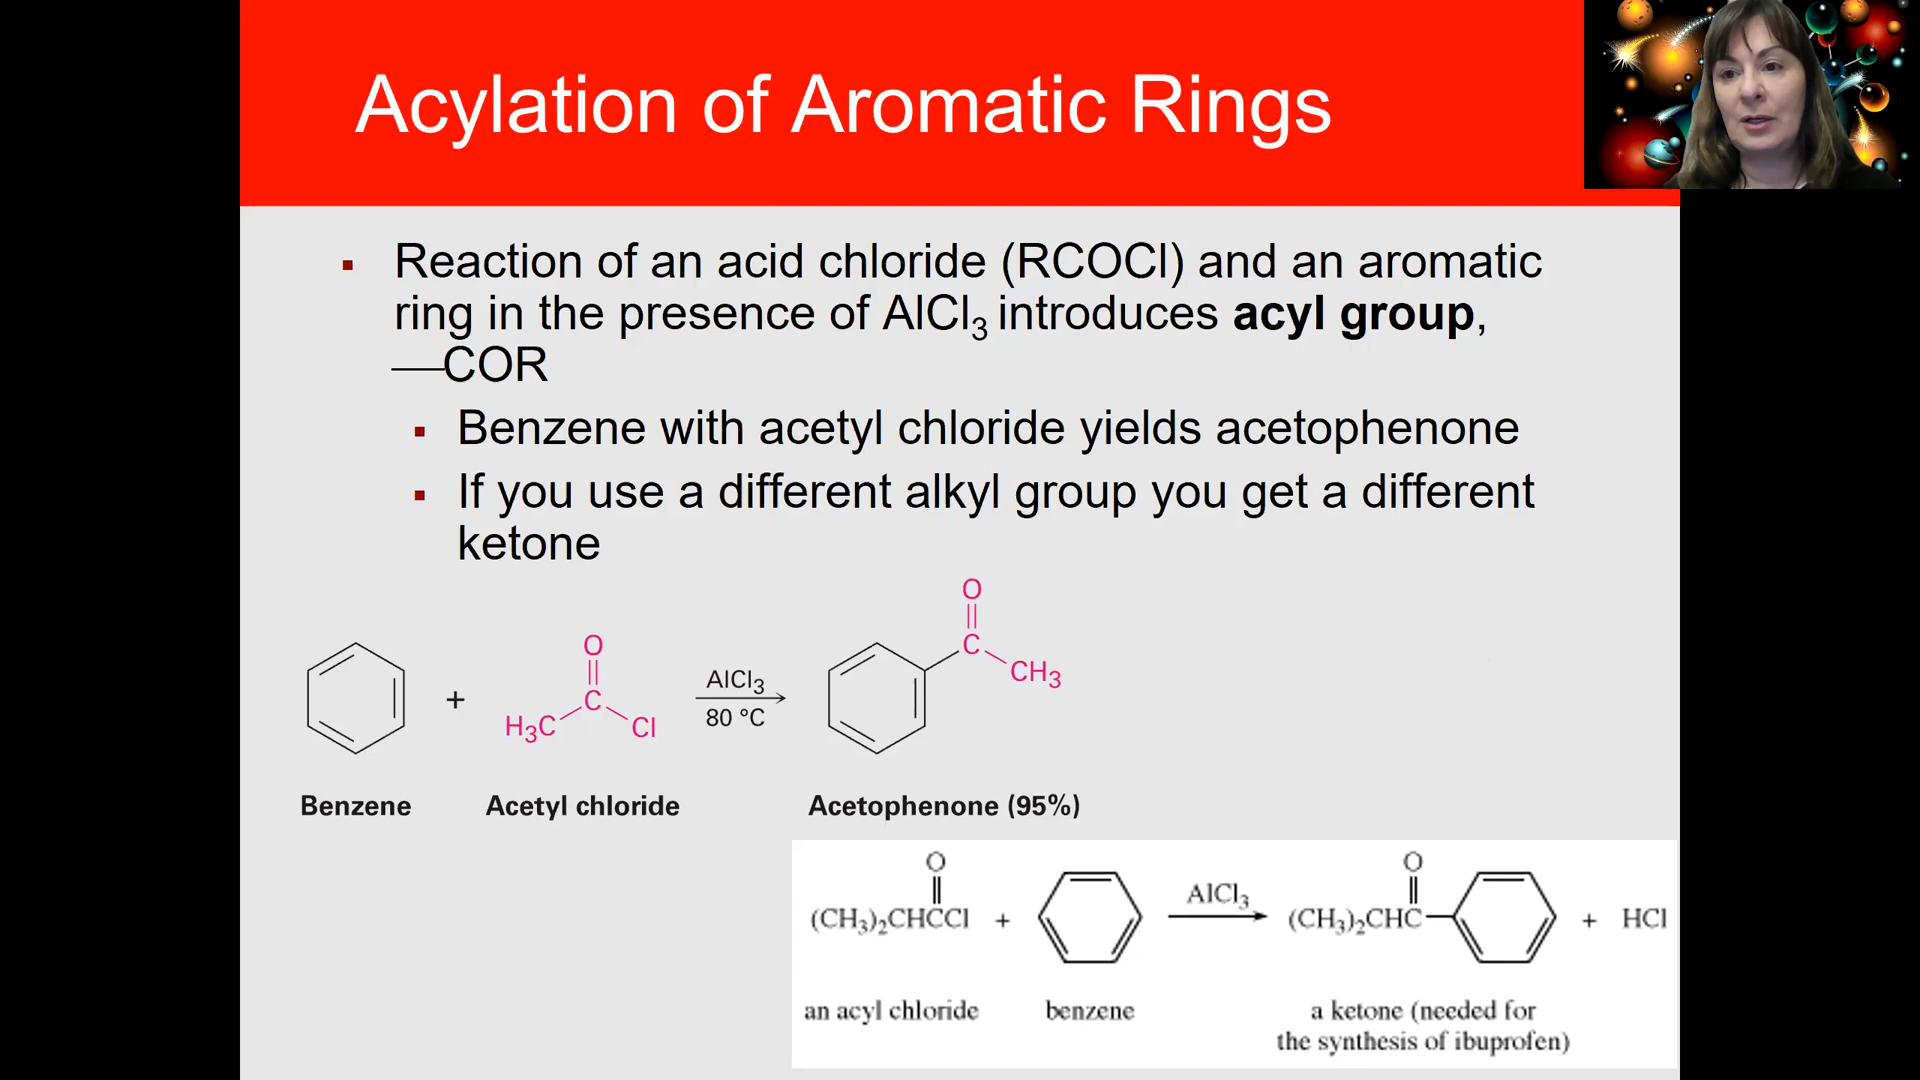 Acylation of Aromatic Rings
▪ Reaction of an acid chloride (RCOCl) and an aromatic
ring in the presence of AlCl3 introduces acyl group,
—COR
▪ Benzene with acetyl chloride yields acetophenone
▪ If you use a different alkyl group you get a different
ketone
O
C
H3C
Cl
+
AlCl3
80 °C
O
C
CH3
Benzene
Acetyl chloride
Acetophenone (95%)
O
(CH3)2CHCCl
+
AlCl3
O
(CH3)2CHC
+ HCl
an acyl chloride
benzene
a ketone (needed for
the synthesis of ibuprofen)